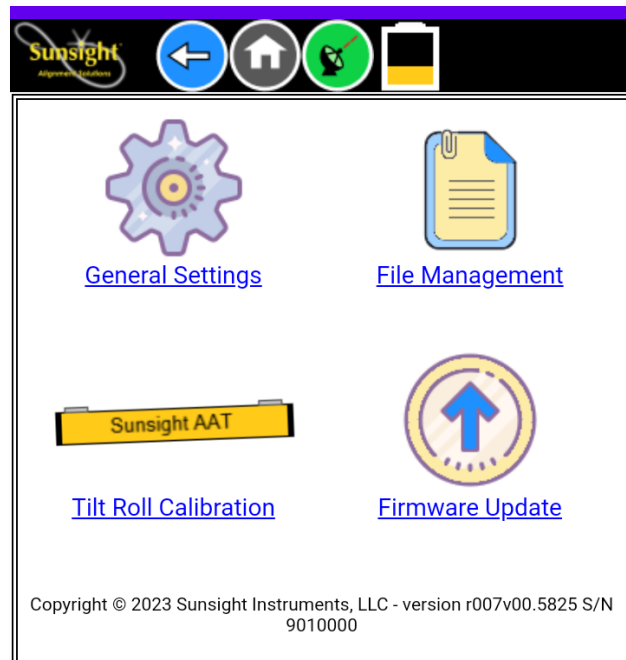 Sunsight
Alignment Solutions
General Settings
File Management
Sunsight AAT
Tilt Roll Calibration
Firmware Update
Copyright © 2023 Sunsight Instruments, LLC - version r007v00.5825 S/N
9010000